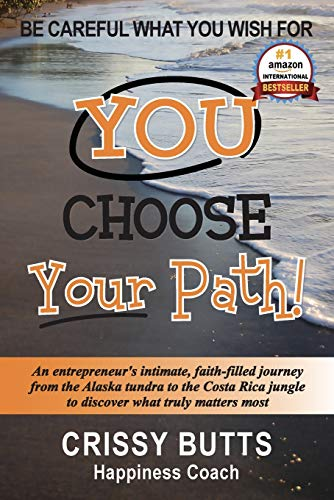 BE CAREFUL WHAT YOU WISH FOR
#1
amazon
INTERNATIONAL
BESTSELLER
YOU
CHOOSE
Your Path!
An entrepreneur's intimate, faith-filled journey
from the Alaska tundra to the Costa Rica jungle
to discover what truly matters most
CRISSY BUTTS
Happiness Coach